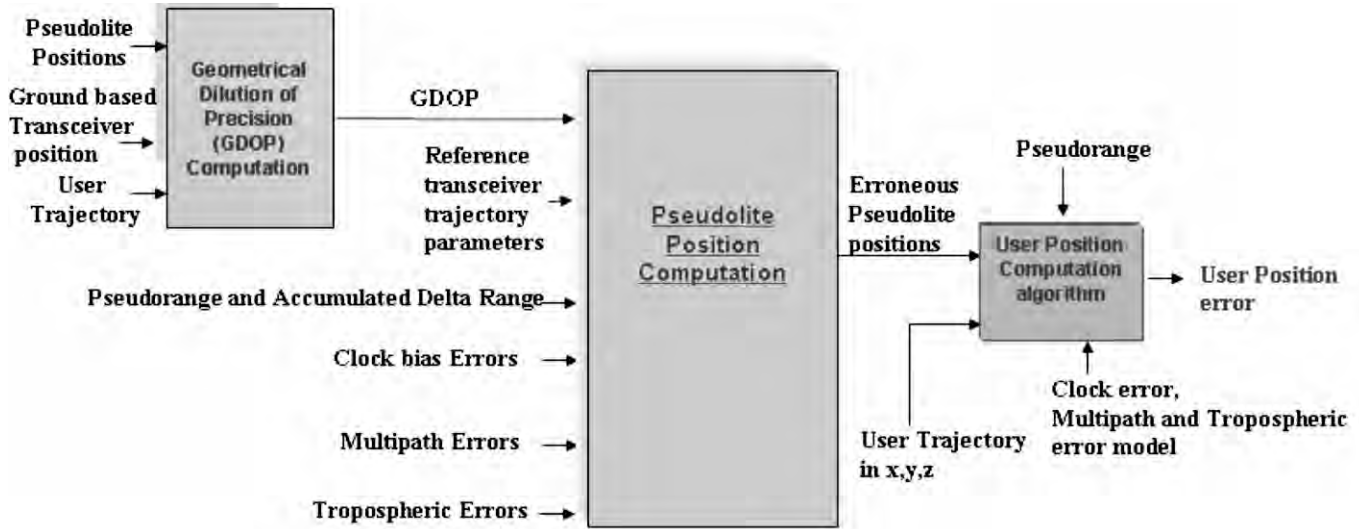 Pseudolite
Positions
Ground based
Transceiver
position
User
Trajectory
Geometrical
Dilution of
Precision
(GDOP)
Computation
GDOP
Reference
transceiver
trajectory
parameters
Pseudorange and Accumulated Delta Range
Clock bias Errors
Multipath Errors
Tropospheric Errors
Pseudolite
Position
Computation
Erroneous
Pseudolite
positions
Pseudorange
User Position
Computation
algorithm
User Position
error
User Trajectory
in x,y,z
Clock error,
Multipath and Tropospheric
error model